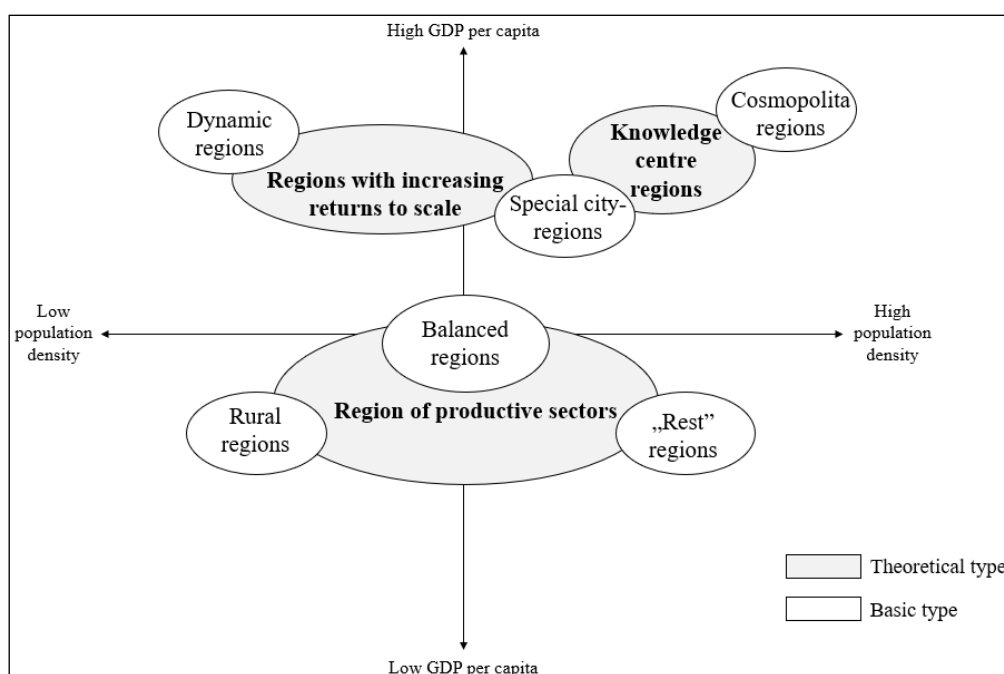 High GDP per capita
Cosmopolita
regions
Dynamic
regions
Knowledge
centre
regions
Regions with increasing
returns to scale
Special city-
regions
Low
population
density
Balanced
regions
High
population
density
Rural
regions
Region of productive sectors
„Rest”
regions
Theoretical type
Basic type
Low GDP per capita